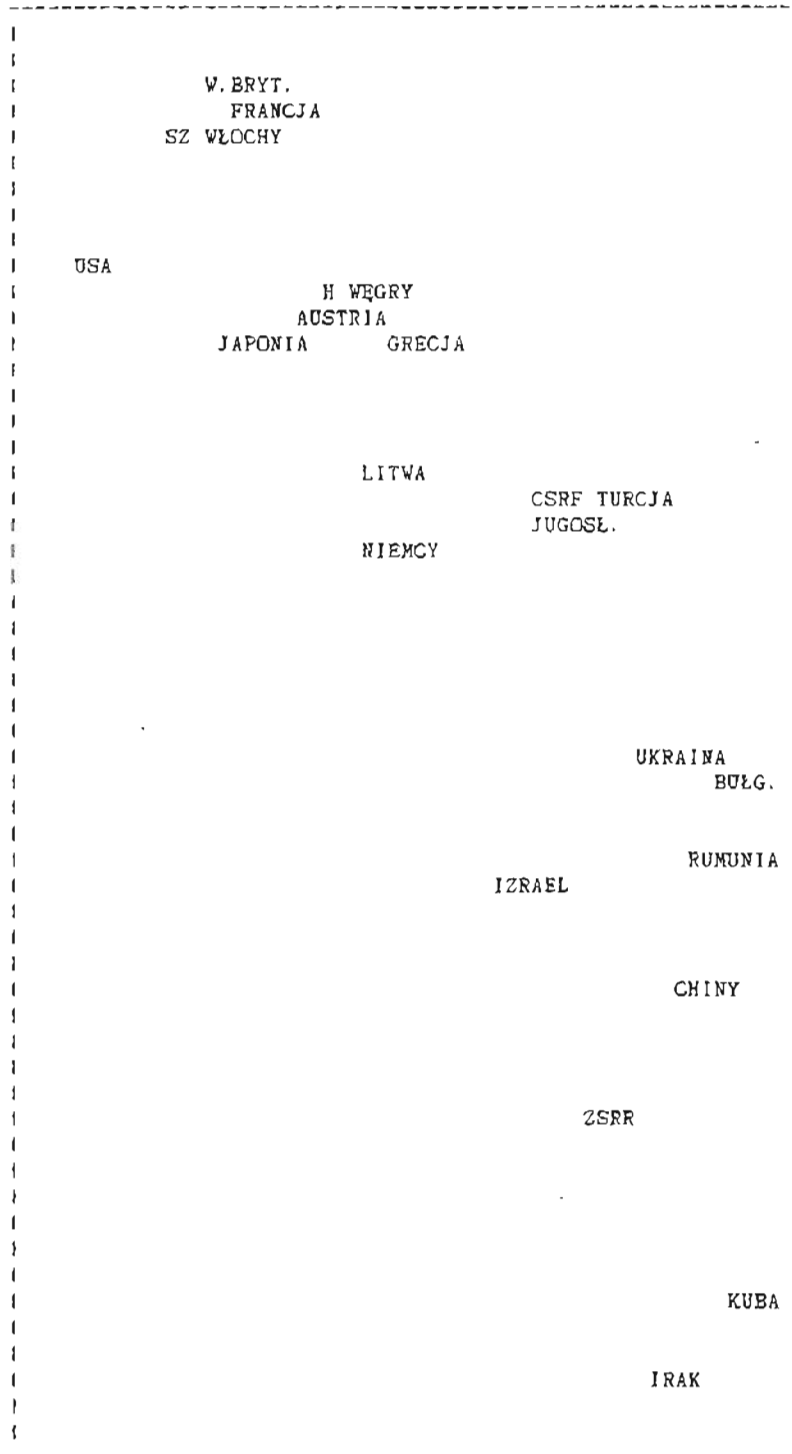 W.BRYT.
FRANCJA
SZ WŁOCHY
USA
H WĘGRY
AUSTRIA
JAPONIA GRECJA
LITWA
CSRF TURCJA
JUGOSŁ.
NIEMCY
UKRAINA
BUŁG.
RUMUNIA
IZRAEL
CHINY
ZSRR
KUBA
IRAK